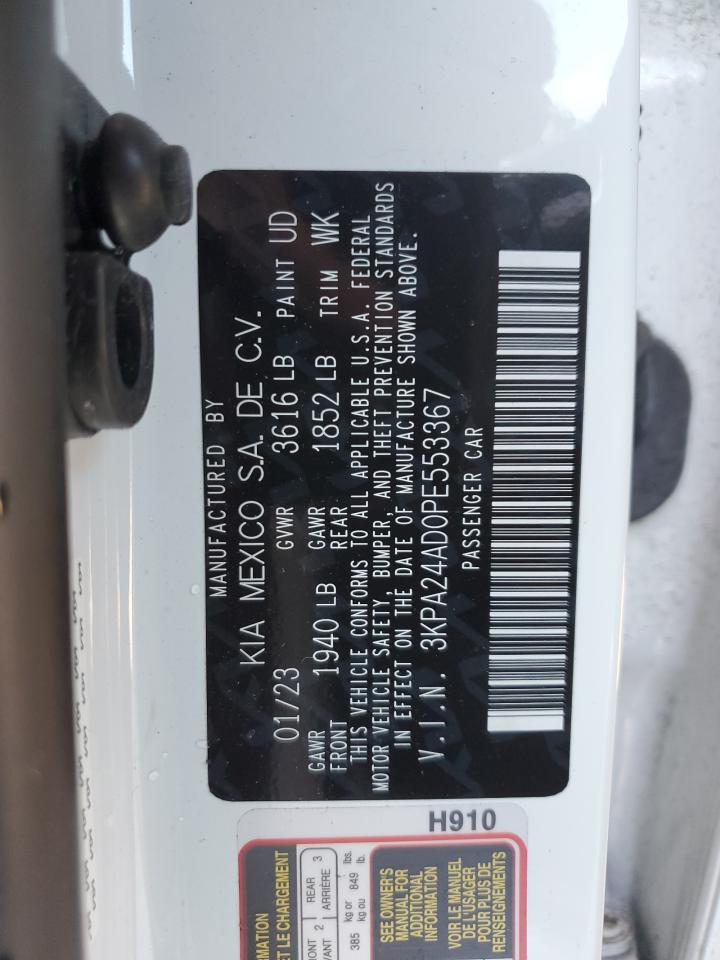 MANUFACTURED BY
KIA MEXICO S.A. DE C.V.
01/23 GVWR 3616 LB PAINT UD
GAWR FRONT 1940 LB GAWR REAR 1852 LB TRIM WK
THIS VEHICLE CONFORMS TO ALL APPLICABLE U.S.A. FEDERAL
MOTOR VEHICLE SAFETY, BUMPER, AND THEFT PREVENTION STANDARDS
IN EFFECT ON THE DATE OF MANUFACTURE SHOWN ABOVE.
V.I.N. 3KPA24AD0PE553367
PASSENGER CAR
H910
ET LE CHARGEMENT
2 REAR 3
ARRIÈRE
385 kg or 849 lbs.
kg ou lb.
SEE OWNER'S
MANUAL FOR
ADDITIONAL
INFORMATION
VOIR LE MANUEL
DE L'USAGER
POUR PLUS DE
RENSEIGNEMENTS